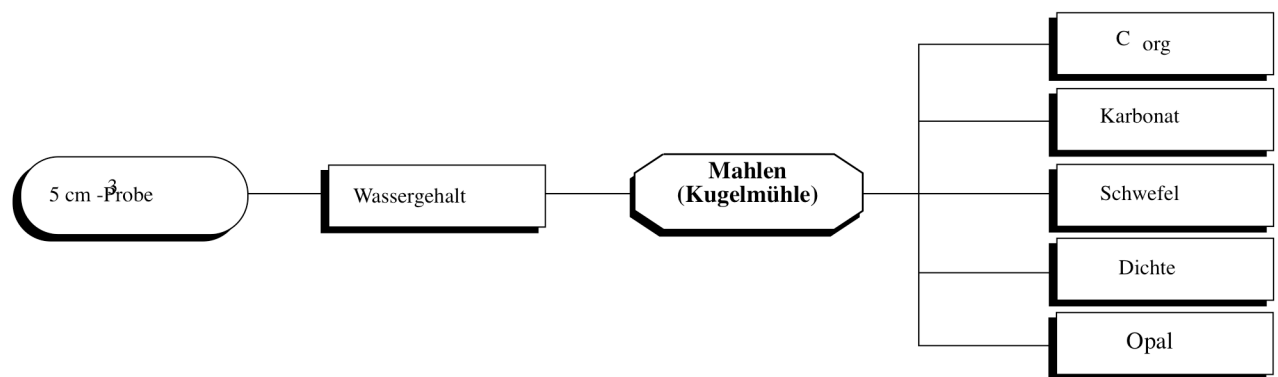 5 cm³-Probe
Wassergehalt
Mahlen
(Kugelmühle)
C org
Karbonat
Schwefel
Dichte
Opal